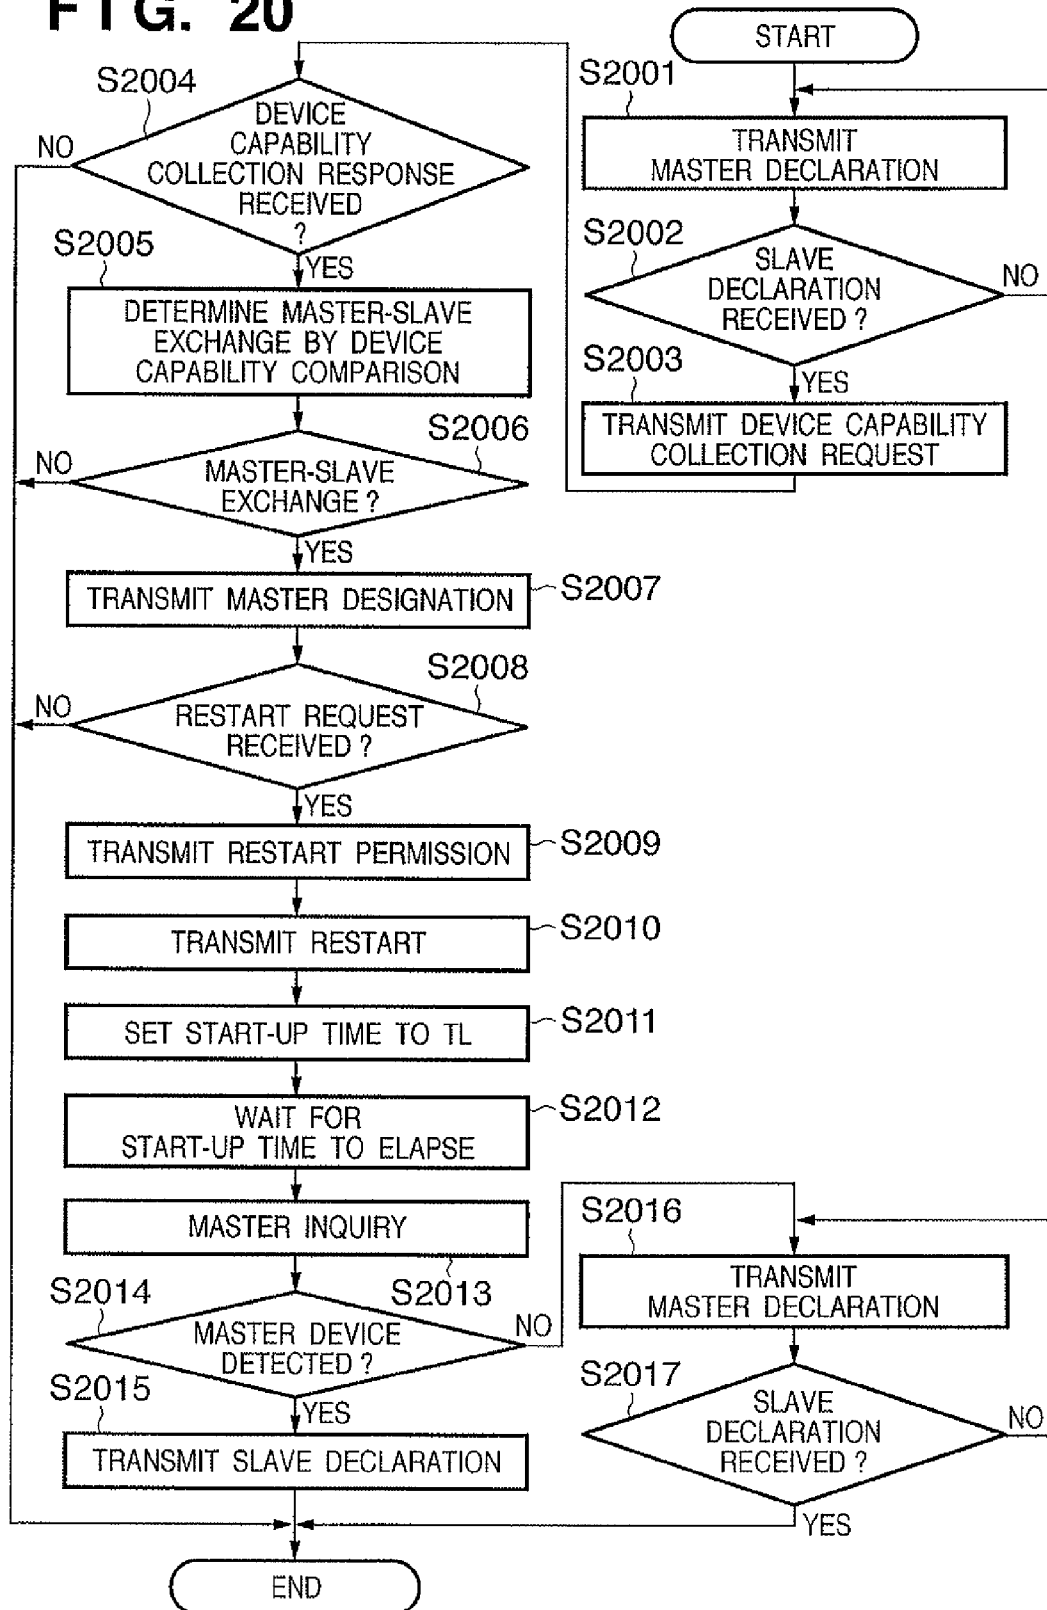 FIG. 20
START
S2001
TRANSMIT
MASTER DECLARATION
S2002
SLAVE
DECLARATION
RECEIVED ?
NO
YES
S2003
TRANSMIT DEVICE CAPABILITY
COLLECTION REQUEST
S2004
DEVICE
CAPABILITY
COLLECTION RESPONSE
RECEIVED
?
NO
YES
S2005
DETERMINE MASTER-SLAVE
EXCHANGE BY DEVICE
CAPABILITY COMPARISON
S2006
MASTER-SLAVE
EXCHANGE ?
NO
YES
TRANSMIT MASTER DESIGNATION
S2007
S2008
RESTART REQUEST
RECEIVED ?
NO
YES
TRANSMIT RESTART PERMISSION
S2009
TRANSMIT RESTART
S2010
SET START-UP TIME TO TL
S2011
WAIT FOR
START-UP TIME TO ELAPSE
S2012
MASTER INQUIRY
S2013
S2014
MASTER DEVICE
DETECTED ?
NO
YES
S2015
TRANSMIT SLAVE DECLARATION
S2016
TRANSMIT
MASTER DECLARATION
S2017
SLAVE
DECLARATION
RECEIVED ?
NO
YES
END